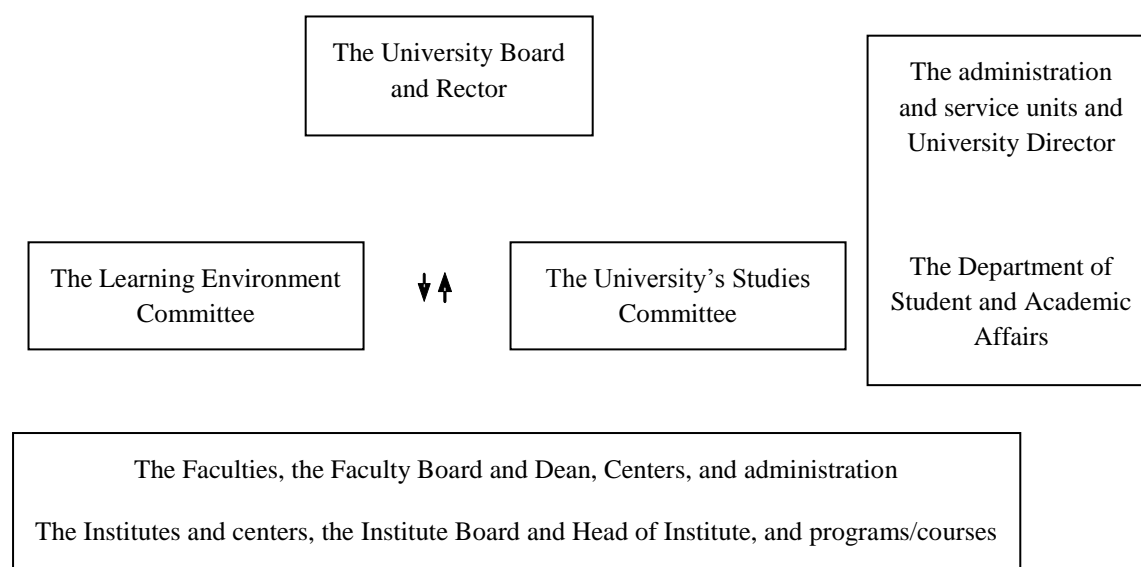 The University Board
and Rector
The administration
and service units and
University Director
The Learning Environment
Committee
The University’s Studies
Committee
The Department of
Student and Academic
Affairs
The Faculties, the Faculty Board and Dean, Centers, and administration
The Institutes and centers, the Institute Board and Head of Institute, and programs/courses